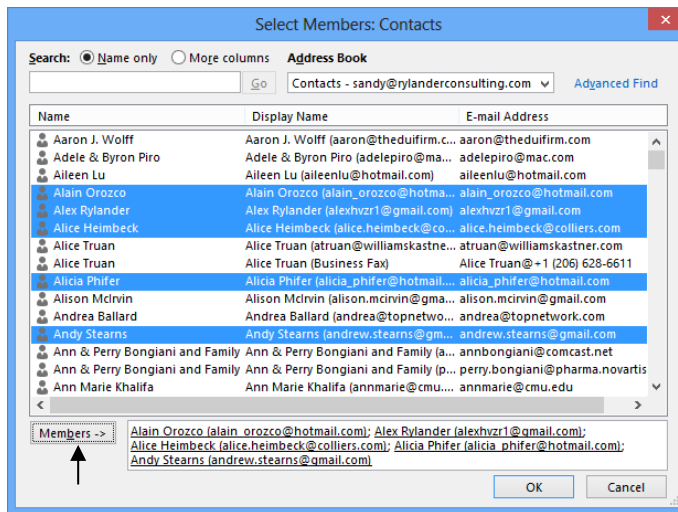 Select Members: Contacts
Search: Name only More columns Address Book
Go Contacts - sandy@rylanderconsulting.com Advanced Find
Name Display Name E-mail Address
Aaron J. Wolff Aaron J. Wolff (aaron@theduifirm.c... aaron@theduifirm.com
Adele & Byron Piro Adele & Byron Piro (adelepiro@ma... adelepiro@mac.com
Aileen Lu Aileen Lu (aileenlu@hotmail.com) aileenlu@hotmail.com
Alain Orozco Alain Orozco (alain_orozco@hotma... alain_orozco@hotmail.com
Alex Rylander Alex Rylander (alexhvzr1@gmail.com) alexhvzr1@gmail.com
Alice Heimbeck Alice Heimbeck (alice.heimbeck@co... alice.heimbeck@colliers.com
Alice Truan Alice Truan (atruan@williamskastne... atruan@williamskastner.com
Alice Truan Alice Truan (Business Fax) Alice Truan@+1 (206) 628-6611
Alicia Phifer Alicia Phifer (alicia_phifer@hotmail.... alicia_phifer@hotmail.com
Alison McIrvin Alison McIrvin (alison.mcirvin@gma... alison.mcirvin@gmail.com
Andrea Ballard Andrea Ballard (andrea@topnetwo... andrea@topnetwork.com
Andy Stearns Andy Stearns (andrew.stearns@gm... andrew.stearns@gmail.com
Ann & Perry Bongiani and Family Ann & Perry Bongiani and Family (a... annbongiani@comcast.net
Ann & Perry Bongiani and Family Ann & Perry Bongiani and Family (p... perry.bongiani@pharma.novartis
Ann Marie Khalifa Ann Marie Khalifa (annmarie@cmu.... annmarie@cmu.edu
Members -> Alain Orozco (alain_orozco@hotmail.com); Alex Rylander (alexhvzr1@gmail.com);
Alice Heimbeck (alice.heimbeck@colliers.com); Alicia Phifer (alicia_phifer@hotmail.com);
Andy Stearns (andrew.stearns@gmail.com)
OK Cancel